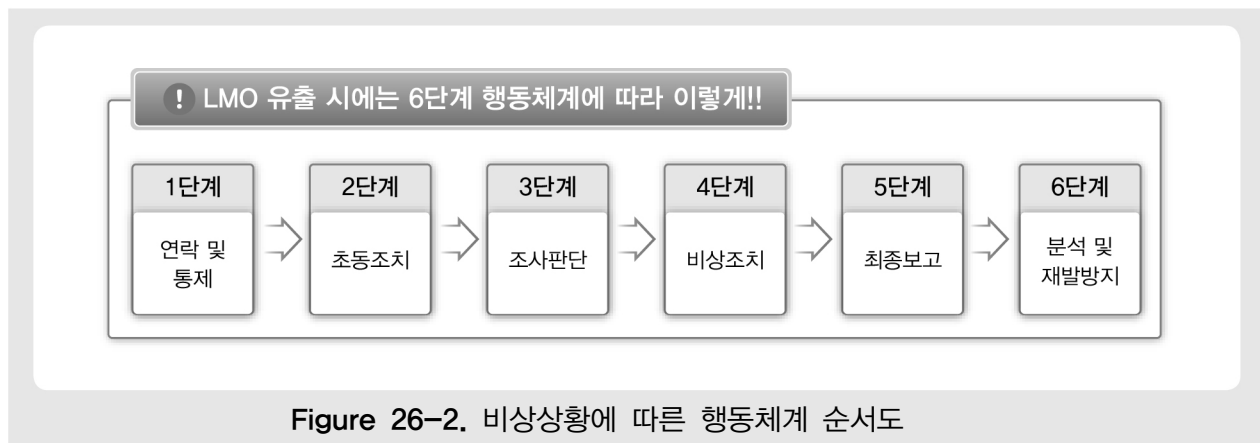 ! LMO 유출 시에는 6단계 행동체계에 따라 이렇게!!
1단계
연락 및
통제
2단계
초동조치
3단계
조사판단
4단계
비상조치
5단계
최종보고
6단계
분석 및
재발방지
Figure 26-2. 비상상황에 따른 행동체계 순서도